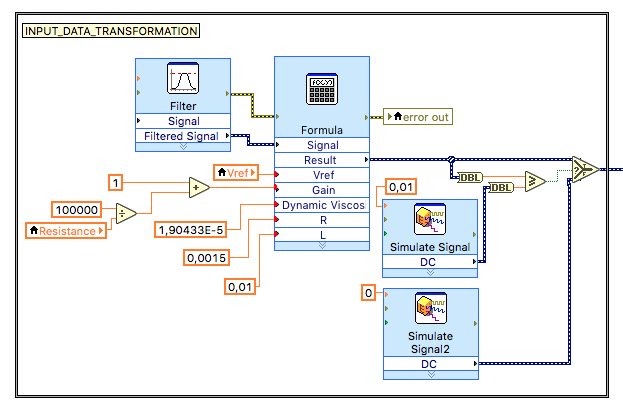 INPUT_DATA_TRANSFORMATION
Filter
Signal
Filtered Signal
f(x,y)
Formula
Signal
Result
Vref
Gain
Dynamic Viscos
R
L
error out
Vref
1
+
100000
÷
Resistance
1,90433E-5
0,0015
0,01
DBL
DBL
≥
T
F
?
0,01
Simulate Signal
DC
0
Simulate
Signal2
DC